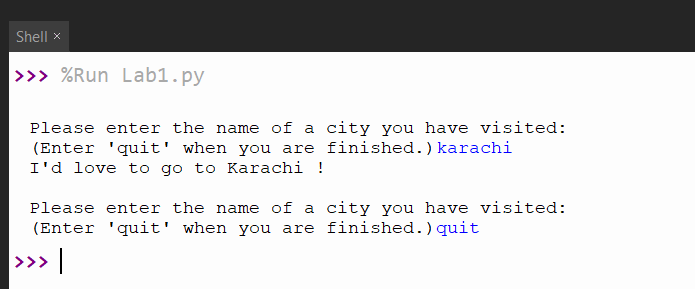 Shell ×
>>> %Run Lab1.py
Please enter the name of a city you have visited:
(Enter 'quit' when you are finished.)karachi
I'd love to go to Karachi !
Please enter the name of a city you have visited:
(Enter 'quit' when you are finished.)quit
>>>